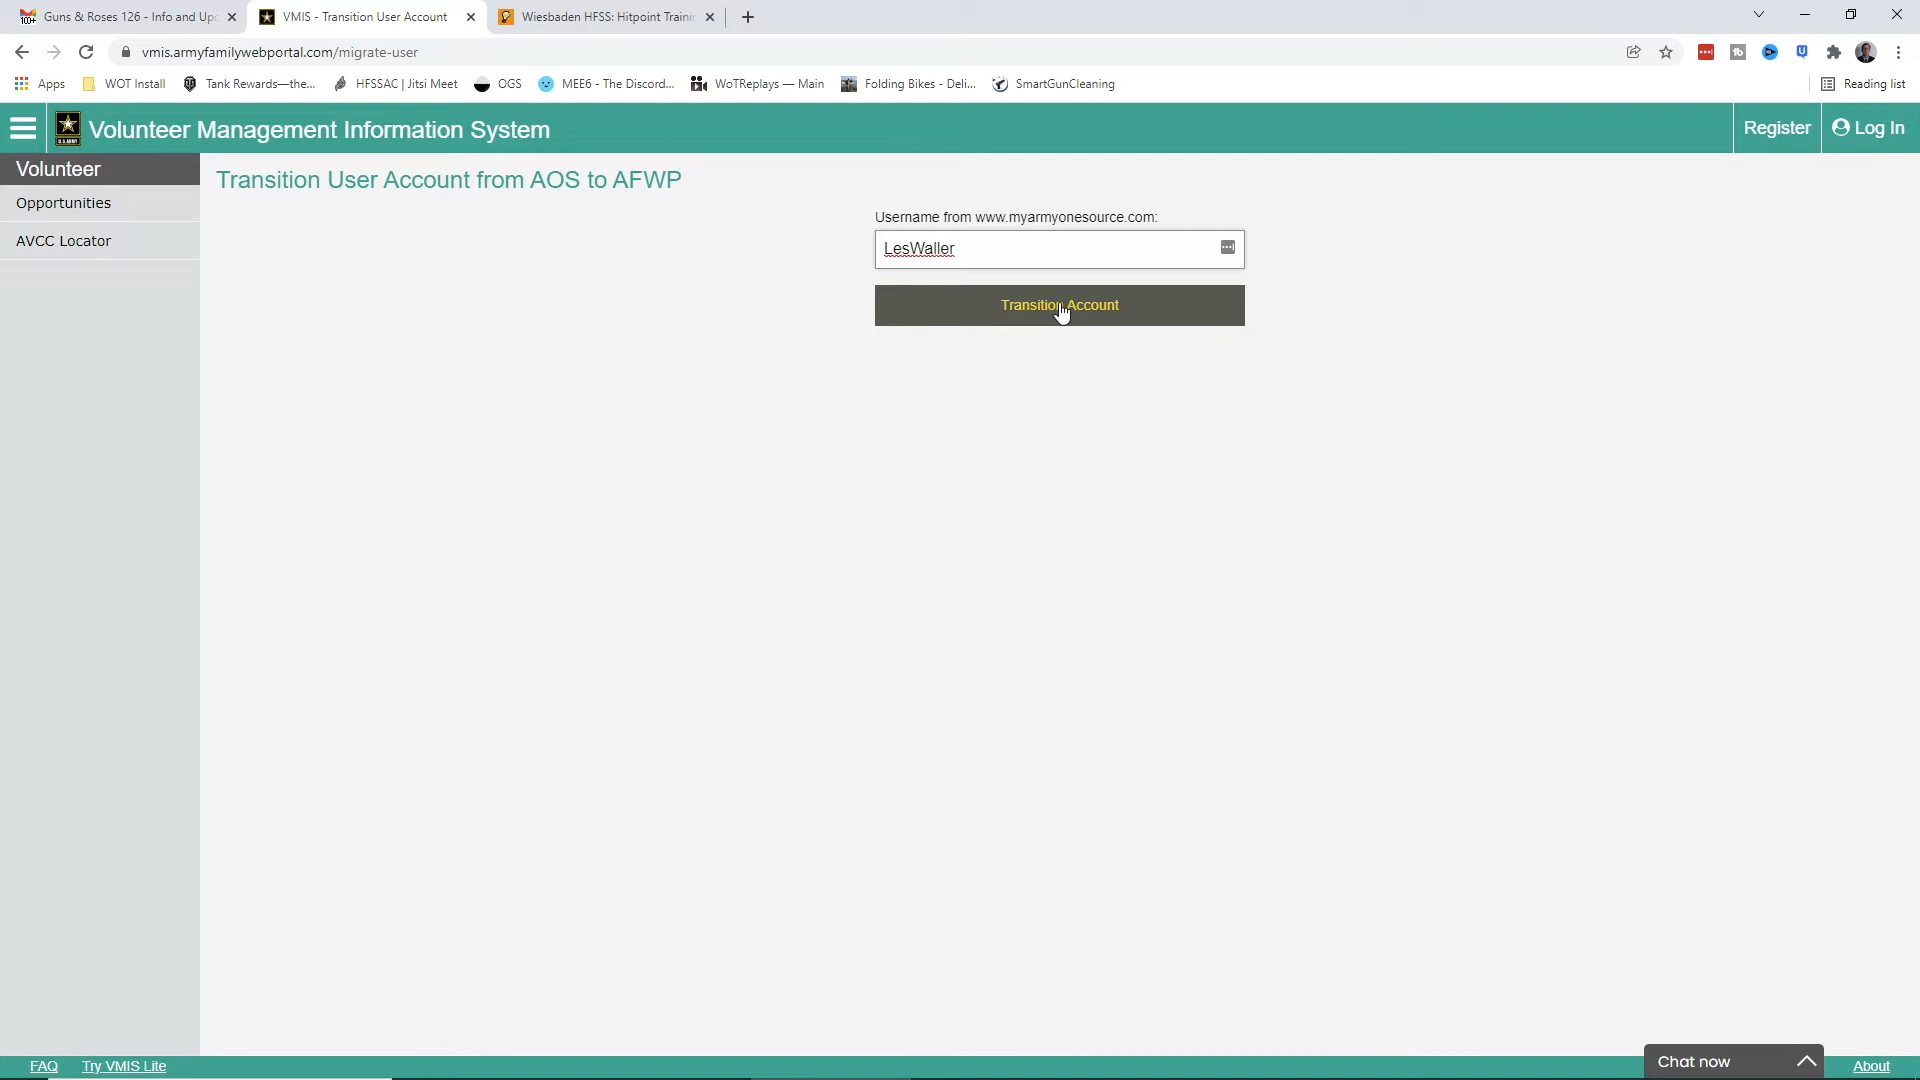 Guns & Roses 126 - Info and Upc
VMIS - Transition User Account
Wiesbaden HFSS: Hitpoint Trainin
vmis.armyfamilywebportal.com/migrate-user
Apps
WOT Install
Tank Rewards—the...
HFSSAC | Jitsi Meet
OGS
MEE6 - The Discord...
WoTReplays — Main
Folding Bikes - Deli...
SmartGunCleaning
Reading list
Volunteer Management Information System
Register
Log In
Volunteer
Opportunities
AVCC Locator
Transition User Account from AOS to AFWP
Username from www.myarmyonesource.com:
LesWaller
Transition Account
FAQ
Try VMIS Lite
Chat now
About